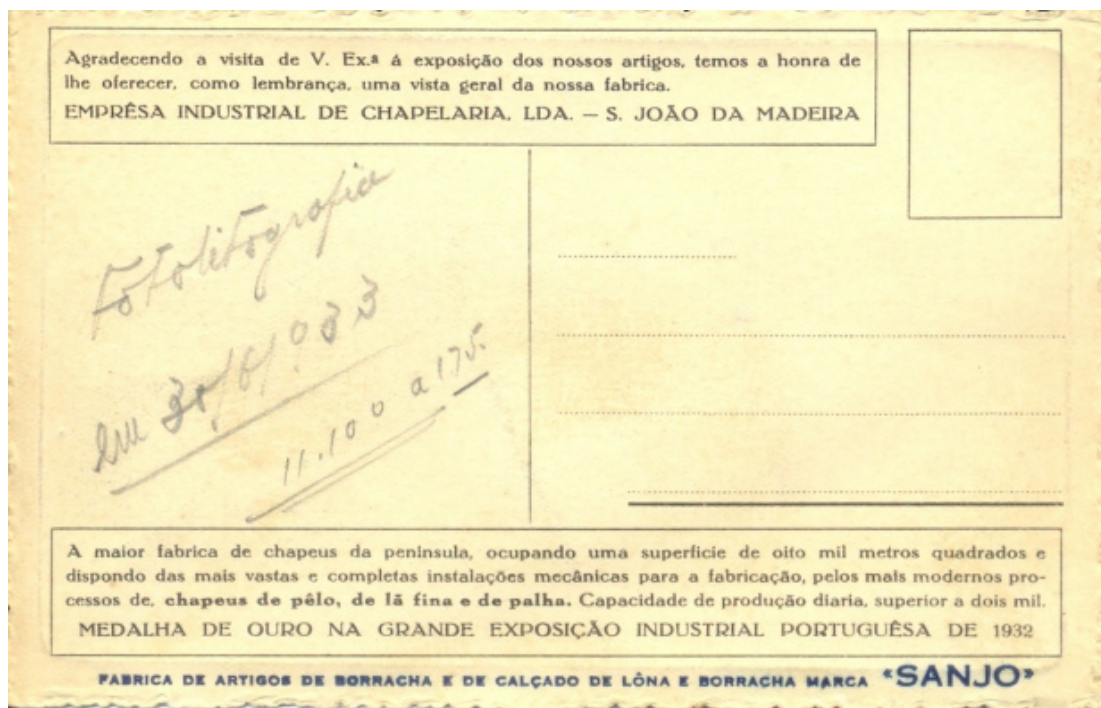 Agradecendo a visita de V. Ex.ª á exposição dos nossos artigos, temos a honra de
lhe oferecer, como lembrança, uma vista geral da nossa fabrica.
EMPRÊSA INDUSTRIAL DE CHAPELARIA, LDA. — S. JOÃO DA MADEIRA
Fotolitografia
em 30/6/933
11.100 a 175.
A maior fabrica de chapeus da peninsula, ocupando uma superficie de oito mil metros quadrados e
dispondo das mais vastas e completas instalações mecânicas para a fabricação, pelos mais modernos pro-
cessos de, chapeus de pêlo, de lã fina e de palha. Capacidade de produção diaria, superior a dois mil.
MEDALHA DE OURO NA GRANDE EXPOSIÇÃO INDUSTRIAL PORTUGUÊSA DE 1932
FABRICA DE ARTIGOS DE BORRACHA E DE CALÇADO DE LÔNA E BORRACHA MARCA "SANJO"